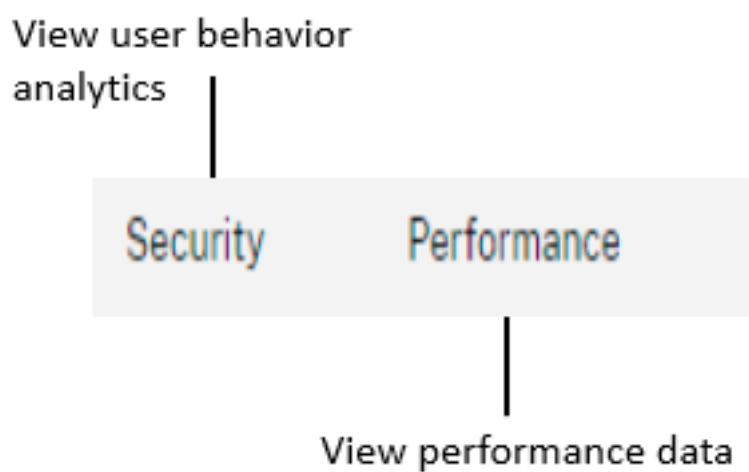 View user behavior
analytics
Security Performance
View performance data